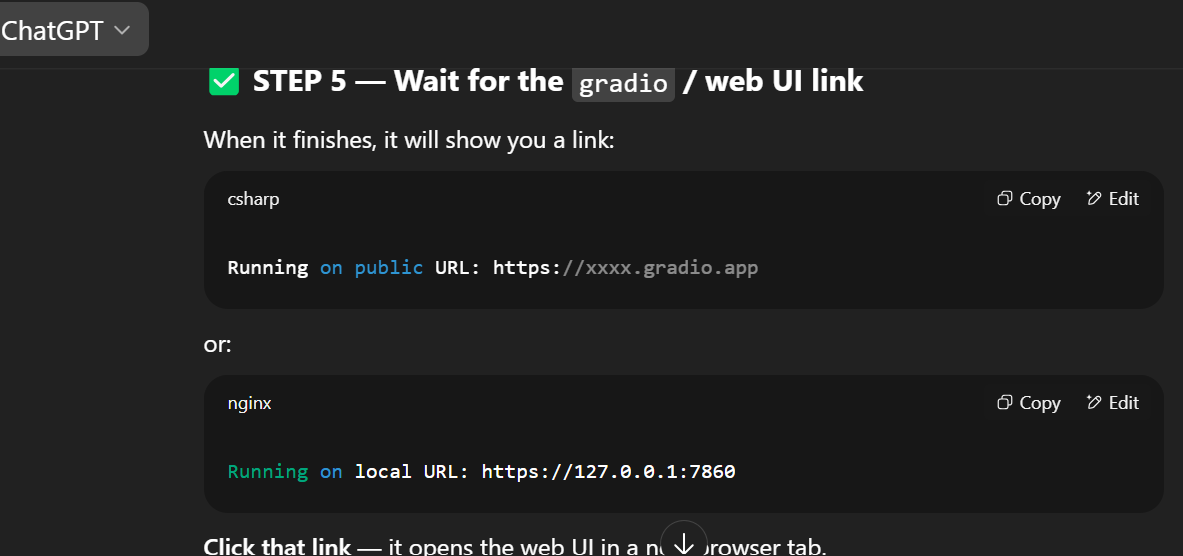 ChatGPT
✅ STEP 5 — Wait for the gradio / web UI link
When it finishes, it will show you a link:
csharp Copy Edit
Running on public URL: https://xxxx.gradio.app
or:
nginx Copy Edit
Running on local URL: https://127.0.0.1:7860
Click that link — it opens the web UI in a browser tab.